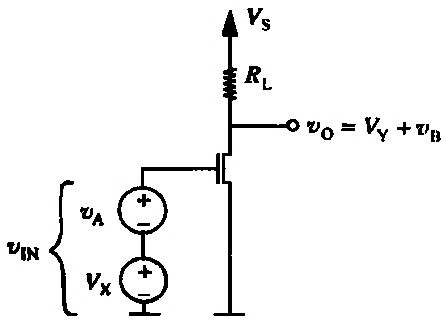 V_S
R_L
v_O = V_Y + v_B
+
v_A
−
v_IN
+
V_X
−